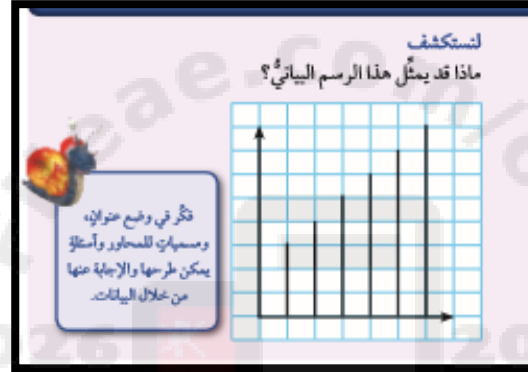 لنستكشف
ماذا قد يمثِّل هذا الرسم البيانيُّ؟
فكِّر في وضع عنوانٍ،
ومسمياتٍ للمحاور وأسئلةٍ
يمكن طرحها والإجابة عنها
من خلال البيانات.